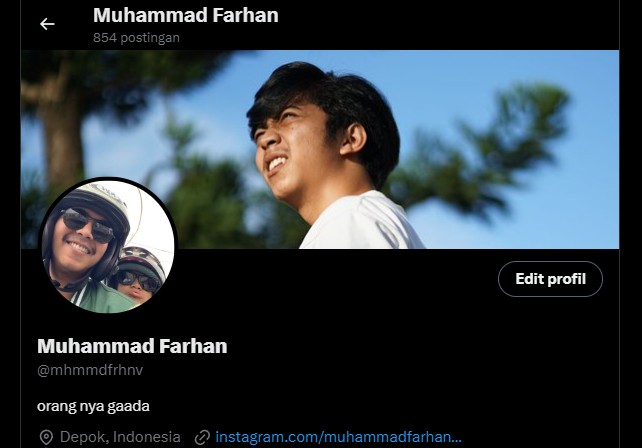 Muhammad Farhan
854 postingan
Edit profil
Muhammad Farhan
@mhmmdfrhnv
orang nya gaada
Depok, Indonesia instagram.com/muhammadfarhan...